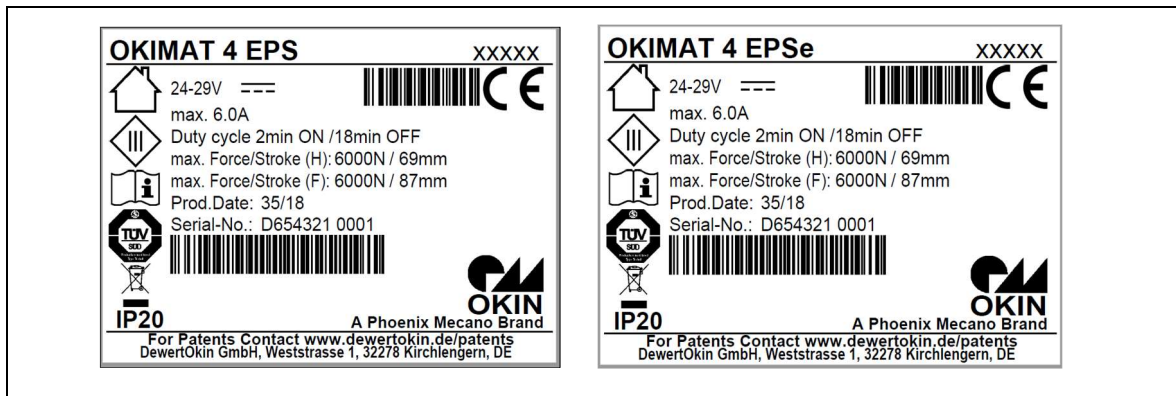 OKIMAT 4 EPS xxxxx
24-29V
max. 6.0A
Duty cycle 2min ON /18min OFF
max. Force/Stroke (H): 6000N / 69mm
max. Force/Stroke (F): 6000N / 87mm
Prod.Date: 35/18
Serial-No.: D654321 0001
CE
III
i
TÜV
SÜD
IP20
OKIN
A Phoenix Mecano Brand
For Patents Contact www.dewertokin.de/patents
DewertOkin GmbH, Weststrasse 1, 32278 Kirchlengern, DE
OKIMAT 4 EPSe xxxxx
24-29V
max. 6.0A
Duty cycle 2min ON /18min OFF
max. Force/Stroke (H): 6000N / 69mm
max. Force/Stroke (F): 6000N / 87mm
Prod.Date: 35/18
Serial-No.: D654321 0001
CE
III
i
TÜV
SÜD
IP20
OKIN
A Phoenix Mecano Brand
For Patents Contact www.dewertokin.de/patents
DewertOkin GmbH, Weststrasse 1, 32278 Kirchlengern, DE